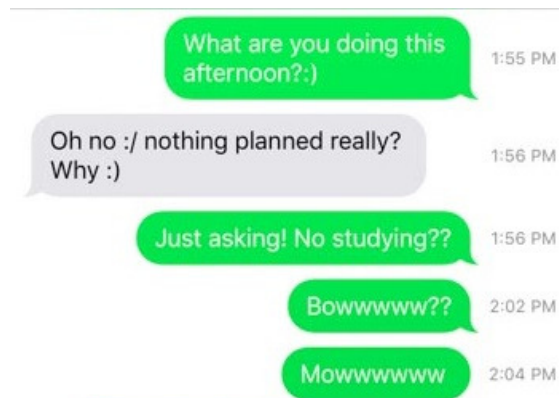 What are you doing this
afternoon?:)
1:55 PM
Oh no :/ nothing planned really?
Why :)
1:56 PM
Just asking! No studying??
1:56 PM
Bowwwww??
2:02 PM
Mowwwwww
2:04 PM